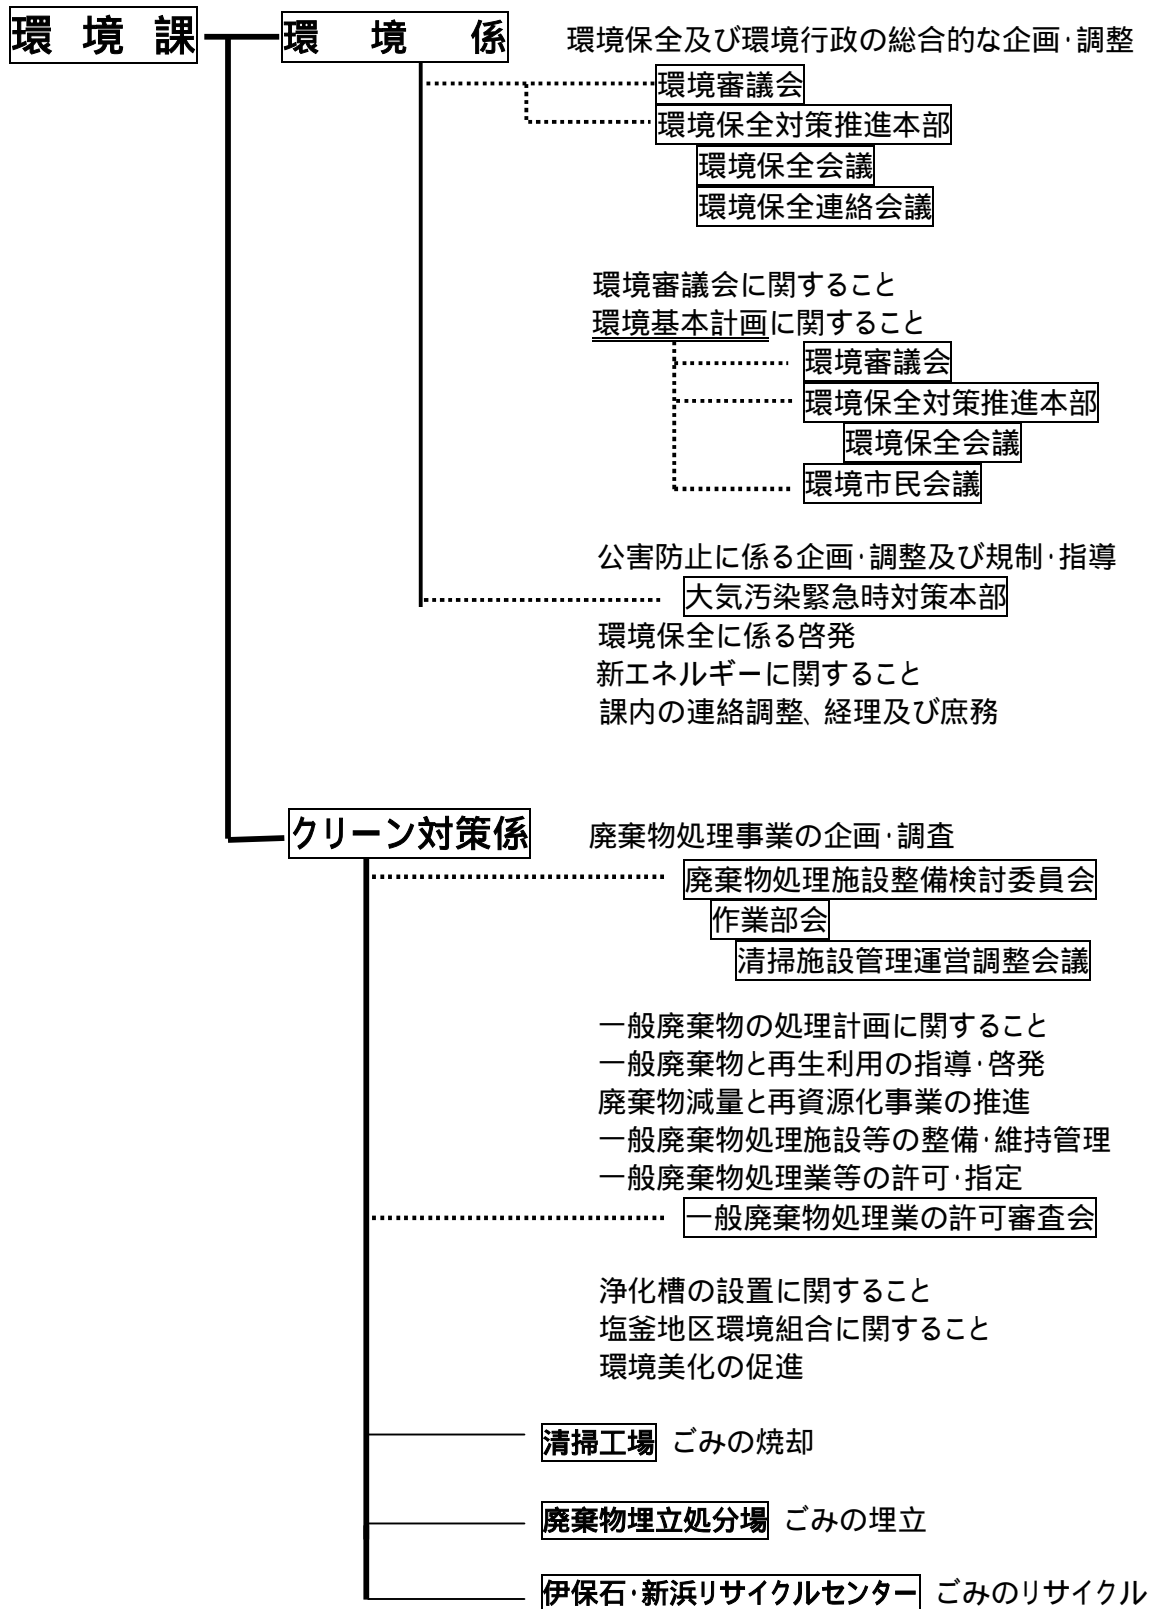 環 境 課 環 境 係 環境保全及び環境行政の総合的な企画・調整
環境審議会
環境保全対策推進本部
環境保全会議
環境保全連絡会議
環境審議会に関すること
環境基本計画に関すること
環境審議会
環境保全対策推進本部
環境保全会議
環境市民会議
公害防止に係る企画・調整及び規制・指導
大気汚染緊急時対策本部
環境保全に係る啓発
新エネルギーに関すること
課内の連絡調整、経理及び庶務
クリーン対策係 廃棄物処理事業の企画・調査
廃棄物処理施設整備検討委員会
作業部会
清掃施設管理運営調整会議
一般廃棄物の処理計画に関すること
一般廃棄物と再生利用の指導・啓発
廃棄物減量と再資源化事業の推進
一般廃棄物処理施設等の整備・維持管理
一般廃棄物処理業等の許可・指定
一般廃棄物処理業の許可審査会
浄化槽の設置に関すること
塩釜地区環境組合に関すること
環境美化の促進
清掃工場 ごみの焼却
廃棄物埋立処分場 ごみの埋立
伊保石・新浜リサイクルセンター ごみのリサイクル